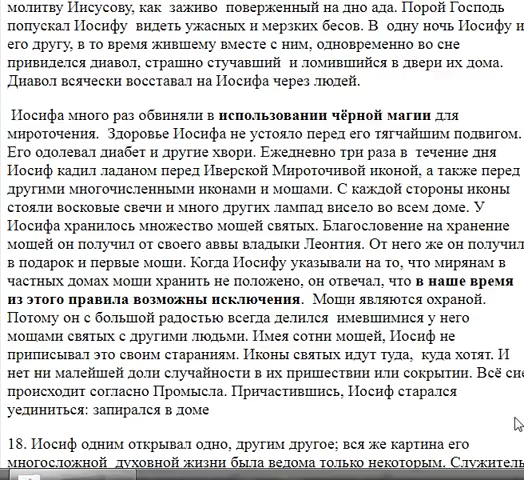 молитву Иисусову, как заживо поверженный на дно ада. Порой Господь
попускал Иосифу видеть ужасных и мерзких бесов. В одну ночь Иосифу и
его другу, в то время жившему вместе с ним, одновременно во сне
привиделся диавол, страшно стучавший и ломившийся в двери их дома.
Диавол всячески восставал на Иосифа через людей.
Иосифа много раз обвиняли в использовании чёрной магии для
мироточения. Здоровье Иосифа не устояло перед его тягчайшим подвигом.
Его одолевал диабет и другие хвори. Ежедневно три раза в течение дня
Иосиф кадил ладаном перед Иверской Мироточивой иконой, а также перед
другими многочисленными иконами и мошами. С каждой стороны иконы
стояли восковые свечи и много других лампад висело во всем доме. У
Иосифа хранилось множество мошей святых. Благословение на хранение
мошей он получил от своего аввы владыки Леонтия. От него же он получил
в подарок и первые мощи. Когда Иосифу указывали на то, что мирянам в
частных домах мощи хранить не положено, он отвечал, что в наше время
из этого правила возможны исключения. Мощи являются охраной.
Потому он с большой радостью всегда делился имевшимися у него
мощами святых с другими людьми. Имея сотни мощей, Иосиф не
приписывал это своим стараниям. Иконы святых идут туда, куда хотят. И
нет ни малейшей доли случайности в их пришествии или сокрытии. Всё сие
происходит согласно Промысла. Причастившись, Иосиф старался
уединиться: запирался в доме
18. Иосиф одним открывал одно, другим другое; вся же картина его
многосложной духовной жизни была ведома только некоторым. Служитель